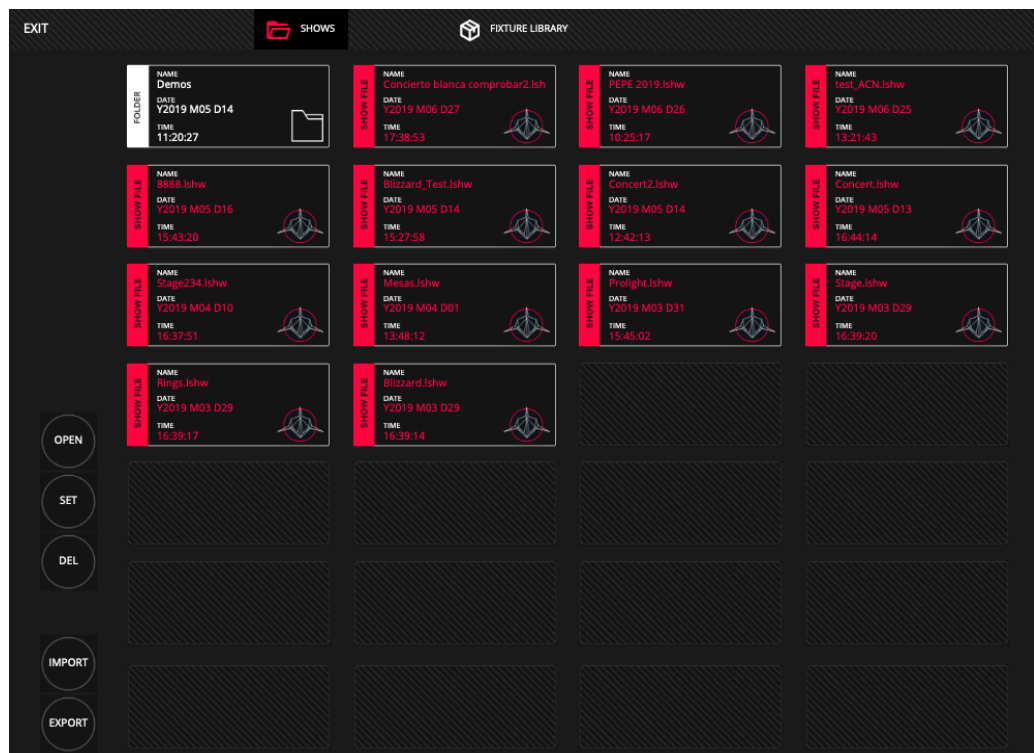 EXIT
SHOWS
FIXTURE LIBRARY
FOLDER
NAME
Demos
DATE
Y2019 M05 D14
TIME
11:20:27
SHOW FILE
NAME
Concierto blanca comprobar2.lsh
DATE
Y2019 M06 D27
TIME
17:38:53
SHOW FILE
NAME
PEPE 2019.lshw
DATE
Y2019 M06 D26
TIME
10:25:17
SHOW FILE
NAME
test_ACN.lshw
DATE
Y2019 M06 D25
TIME
13:21:43
SHOW FILE
NAME
8888.lshw
DATE
Y2019 M05 D16
TIME
15:43:20
SHOW FILE
NAME
Blizzard_Test.lshw
DATE
Y2019 M05 D14
TIME
15:27:58
SHOW FILE
NAME
Concert2.lshw
DATE
Y2019 M05 D14
TIME
12:42:13
SHOW FILE
NAME
Concert.lshw
DATE
Y2019 M05 D13
TIME
16:44:14
SHOW FILE
NAME
Stage234.lshw
DATE
Y2019 M04 D10
TIME
16:37:51
SHOW FILE
NAME
Mesas.lshw
DATE
Y2019 M04 D01
TIME
13:48:12
SHOW FILE
NAME
Prolight.lshw
DATE
Y2019 M03 D31
TIME
15:45:02
SHOW FILE
NAME
Stage.lshw
DATE
Y2019 M03 D29
TIME
16:39:20
SHOW FILE
NAME
Rings.lshw
DATE
Y2019 M03 D29
TIME
16:39:17
SHOW FILE
NAME
Blizzard.lshw
DATE
Y2019 M03 D29
TIME
16:39:14
OPEN
SET
DEL
IMPORT
EXPORT